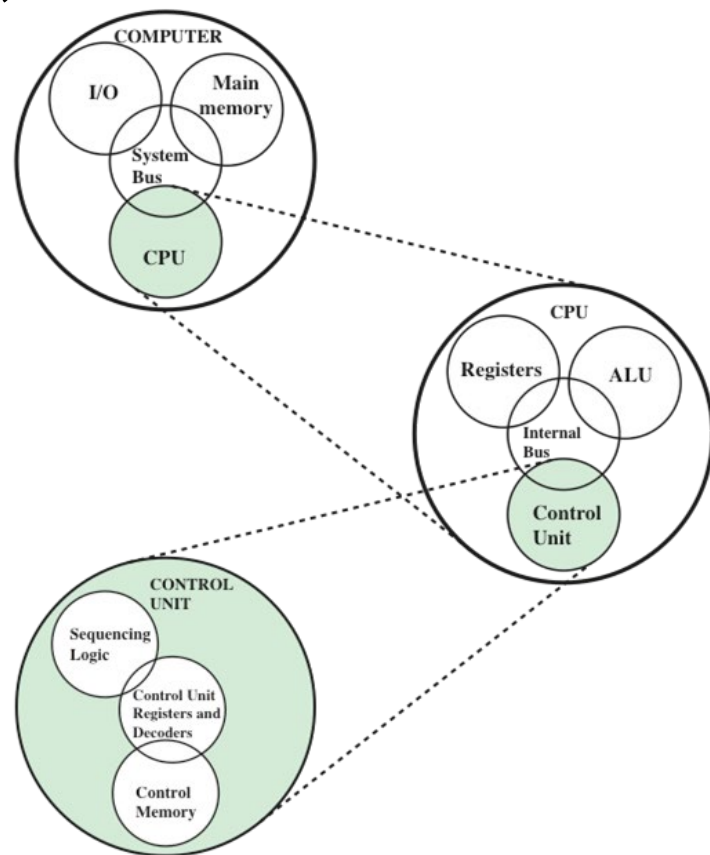 COMPUTER
I/O
Main
memory
System
Bus
CPU
CPU
Registers
ALU
Internal
Bus
Control
Unit
CONTROL
UNIT
Sequencing
Logic
Control Unit
Registers and
Decoders
Control
Memory